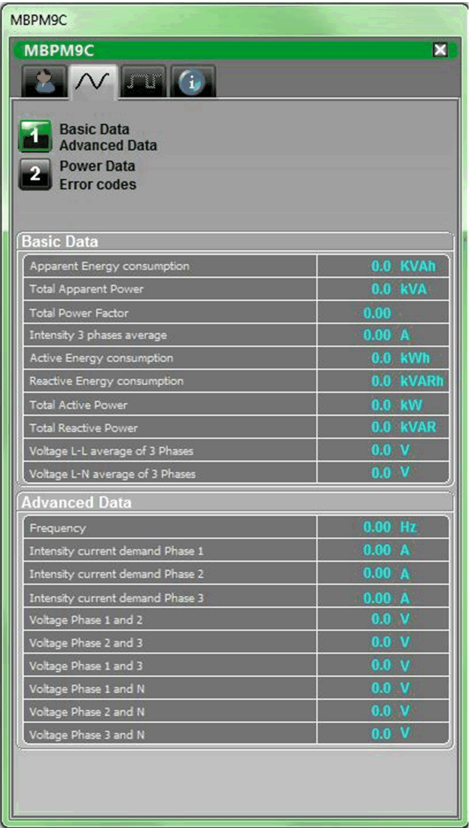 MBPM9C
MBPM9C
1 Basic Data
Advanced Data
2 Power Data
Error codes
Basic Data
Apparent Energy consumption 0.0 KVAh
Total Apparent Power 0.0 kVA
Total Power Factor 0.00
Intensity 3 phases average 0.00 A
Active Energy consumption 0.0 kWh
Reactive Energy consumption 0.0 kVARh
Total Active Power 0.0 kW
Total Reactive Power 0.0 kVAR
Voltage L-L average of 3 Phases 0.0 V
Voltage L-N average of 3 Phases 0.0 V
Advanced Data
Frequency 0.00 Hz
Intensity current demand Phase 1 0.00 A
Intensity current demand Phase 2 0.00 A
Intensity current demand Phase 3 0.00 A
Voltage Phase 1 and 2 0.0 V
Voltage Phase 2 and 3 0.0 V
Voltage Phase 1 and 3 0.0 V
Voltage Phase 1 and N 0.0 V
Voltage Phase 2 and N 0.0 V
Voltage Phase 3 and N 0.0 V